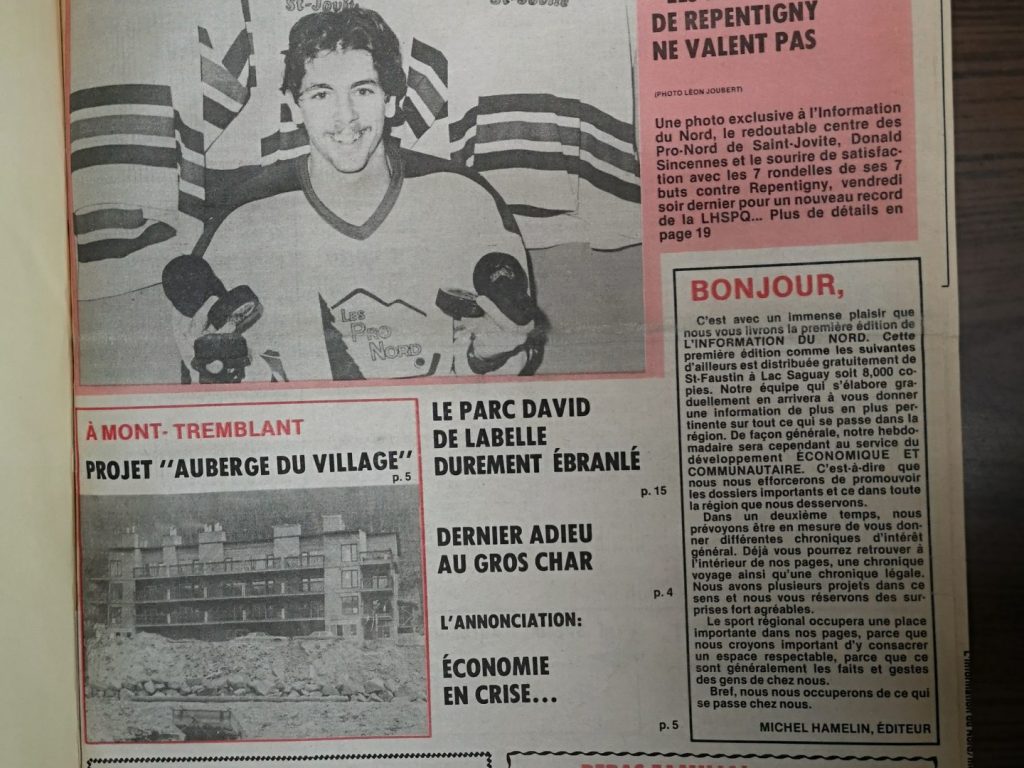 St-Jovite
St-Jovite
DE REPENTIGNY
NE VALENT PAS
(PHOTO LÉON JOUBERT)
Une photo exclusive à l'Information
du Nord, le redoutable centre des
Pro-Nord de Saint-Jovite, Donald
Sincennes et le sourire de satisfac-
tion avec les 7 rondelles de ses 7
buts contre Repentigny, vendredi
soir dernier pour un nouveau record
de la LHSPQ... Plus de détails en
page 19
LES
PRO
NORD
À MONT-TREMBLANT
PROJET "AUBERGE DU VILLAGE"
p. 5
LE PARC DAVID
DE LABELLE
DUREMENT ÉBRANLÉ
p. 15
DERNIER ADIEU
AU GROS CHAR
p. 4
L'ANNONCIATION:
ÉCONOMIE
EN CRISE...
p. 5
BONJOUR,
C'est avec un immense plaisir que
nous vous livrons la première édition de
L'INFORMATION DU NORD. Cette
première édition comme les suivantes
d'ailleurs est distribuée gratuitement de
St-Faustin à Lac Saguay soit 8,000 co-
pies. Notre équipe qui s'élabore gra-
duellement en arrivera à vous donner
une information de plus en plus per-
tinente sur tout ce qui se passe dans la
région. De façon générale, notre hebdo-
madaire sera cependant au service du
développement ÉCONOMIQUE ET
COMMUNAUTAIRE. C'est-à-dire que
nous nous efforcerons de promouvoir
les dossiers importants et ce dans toute
la région que nous desservons.
Dans un deuxième temps, nous
prévoyons être en mesure de vous don-
ner différentes chroniques d'intérêt
général. Déjà vous pourrez retrouver à
l'intérieur de nos pages, une chronique
voyage ainsi qu'une chronique légale.
Nous avons plusieurs projets dans ce
sens et nous vous réservons des sur-
prises fort agréables.
Le sport régional occupera une place
importante dans nos pages, parce que
nous croyons important d'y consacrer
un espace respectable, parce que ce
sont généralement les faits et gestes
des gens de chez nous.
Bref, nous nous occuperons de ce qui
se passe chez nous.
MICHEL HAMELIN, ÉDITEUR